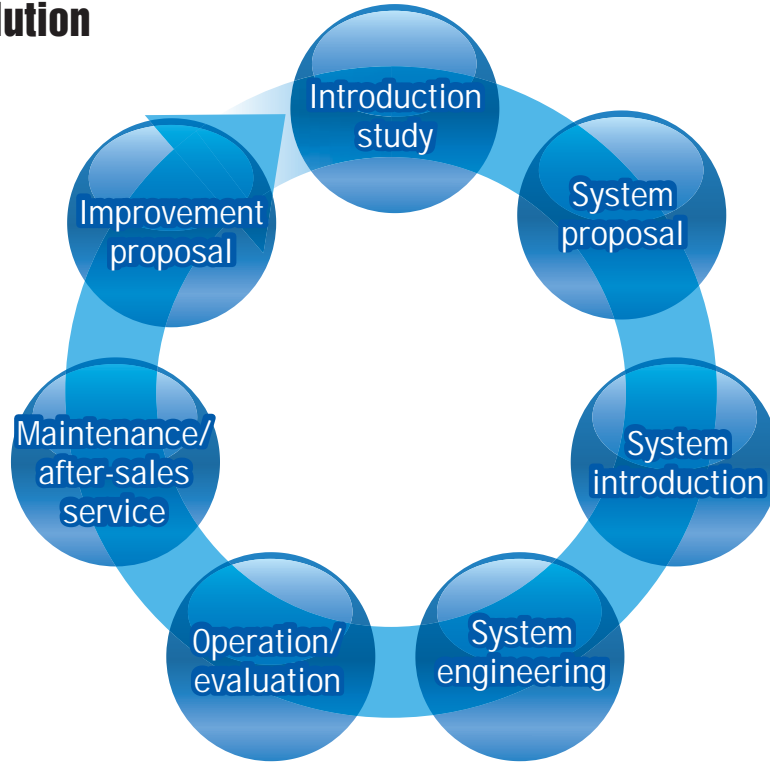 lution
Introduction
study
System
proposal
System
introduction
System
engineering
Operation/
evaluation
Maintenance/
after-sales
service
Improvement
proposal